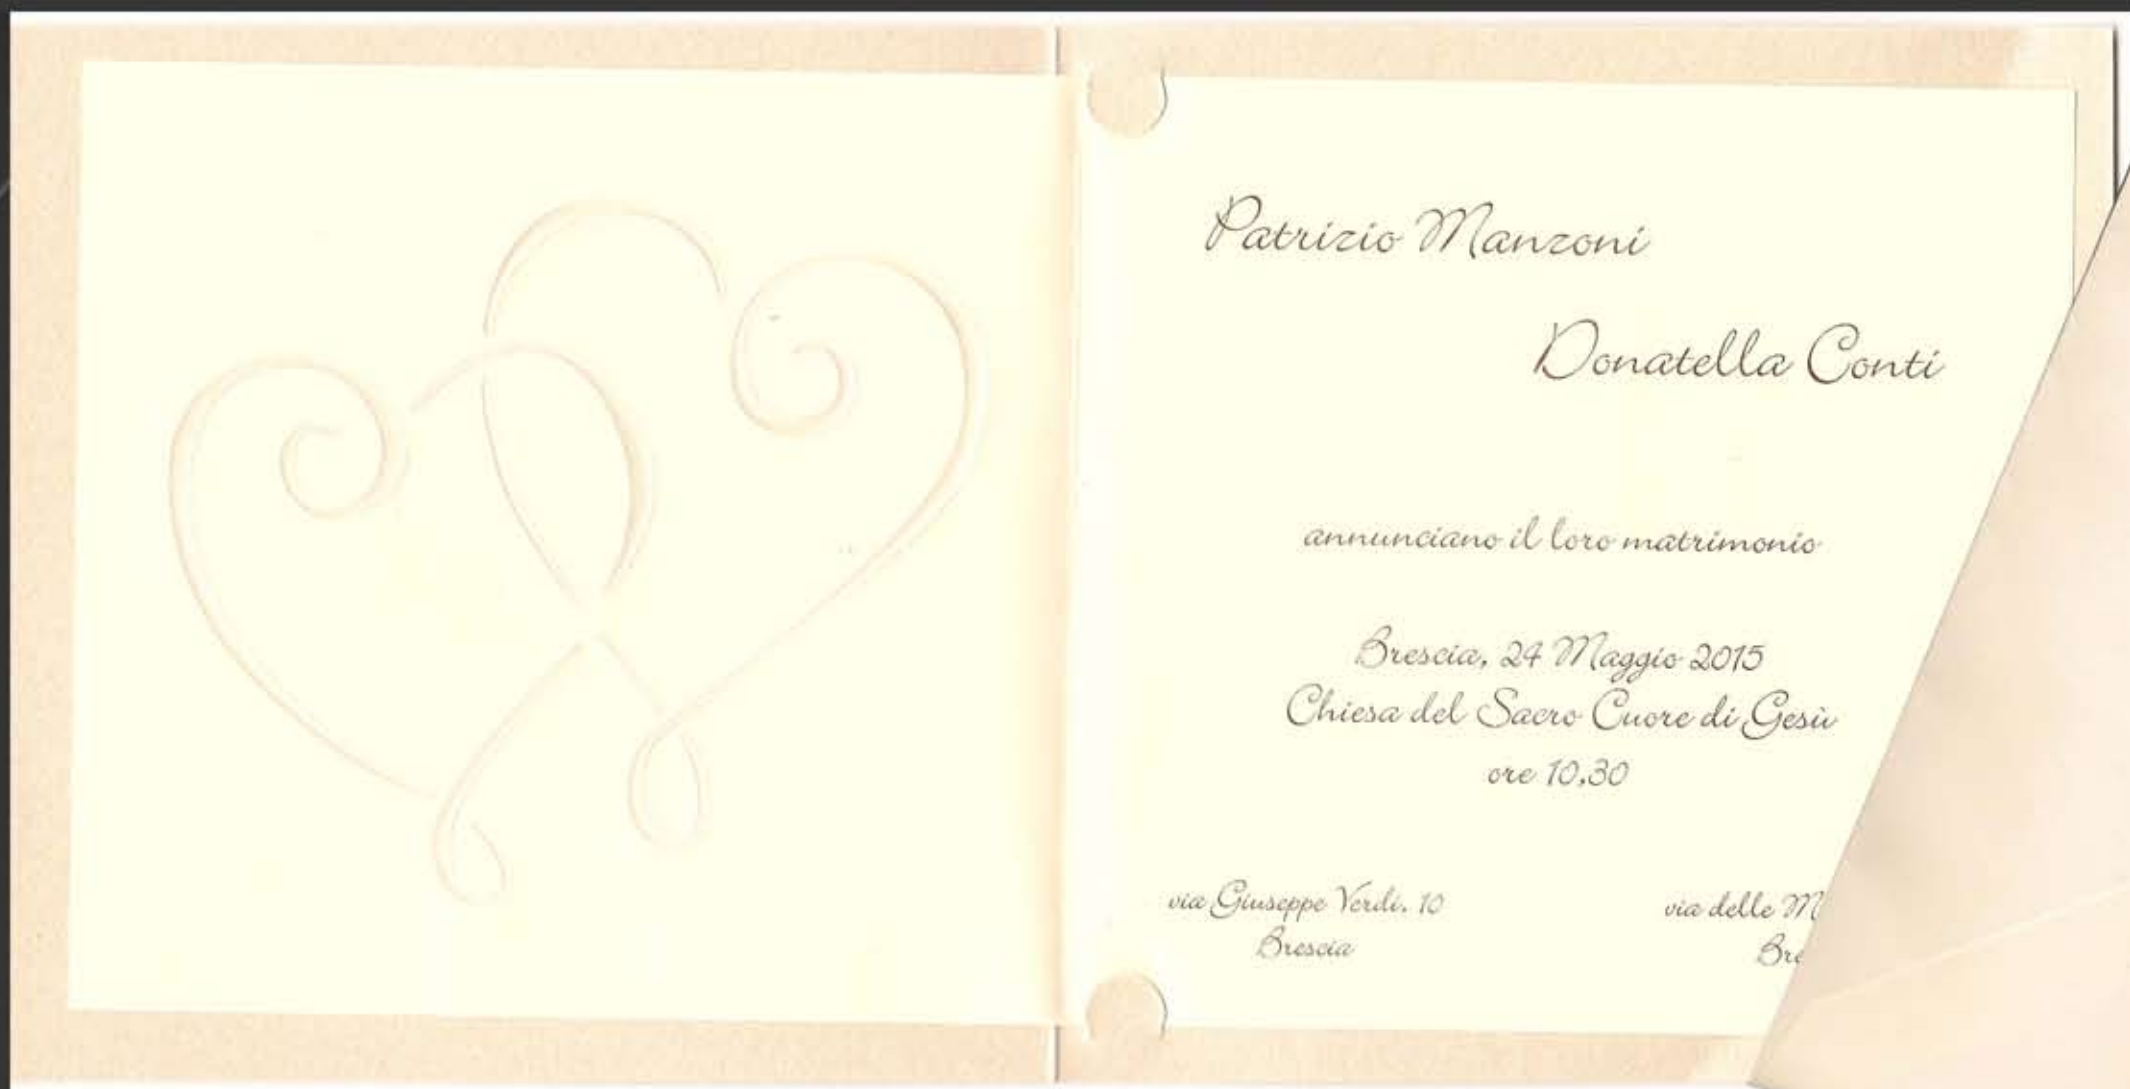 Patrizio Manzoni
Donatella Conti
annunciano il loro matrimonio
Brescia, 24 Maggio 2015
Chiesa del Sacro Cuore di Gesù
ore 10,30
via Giuseppe Verdi, 10
Brescia
via delle